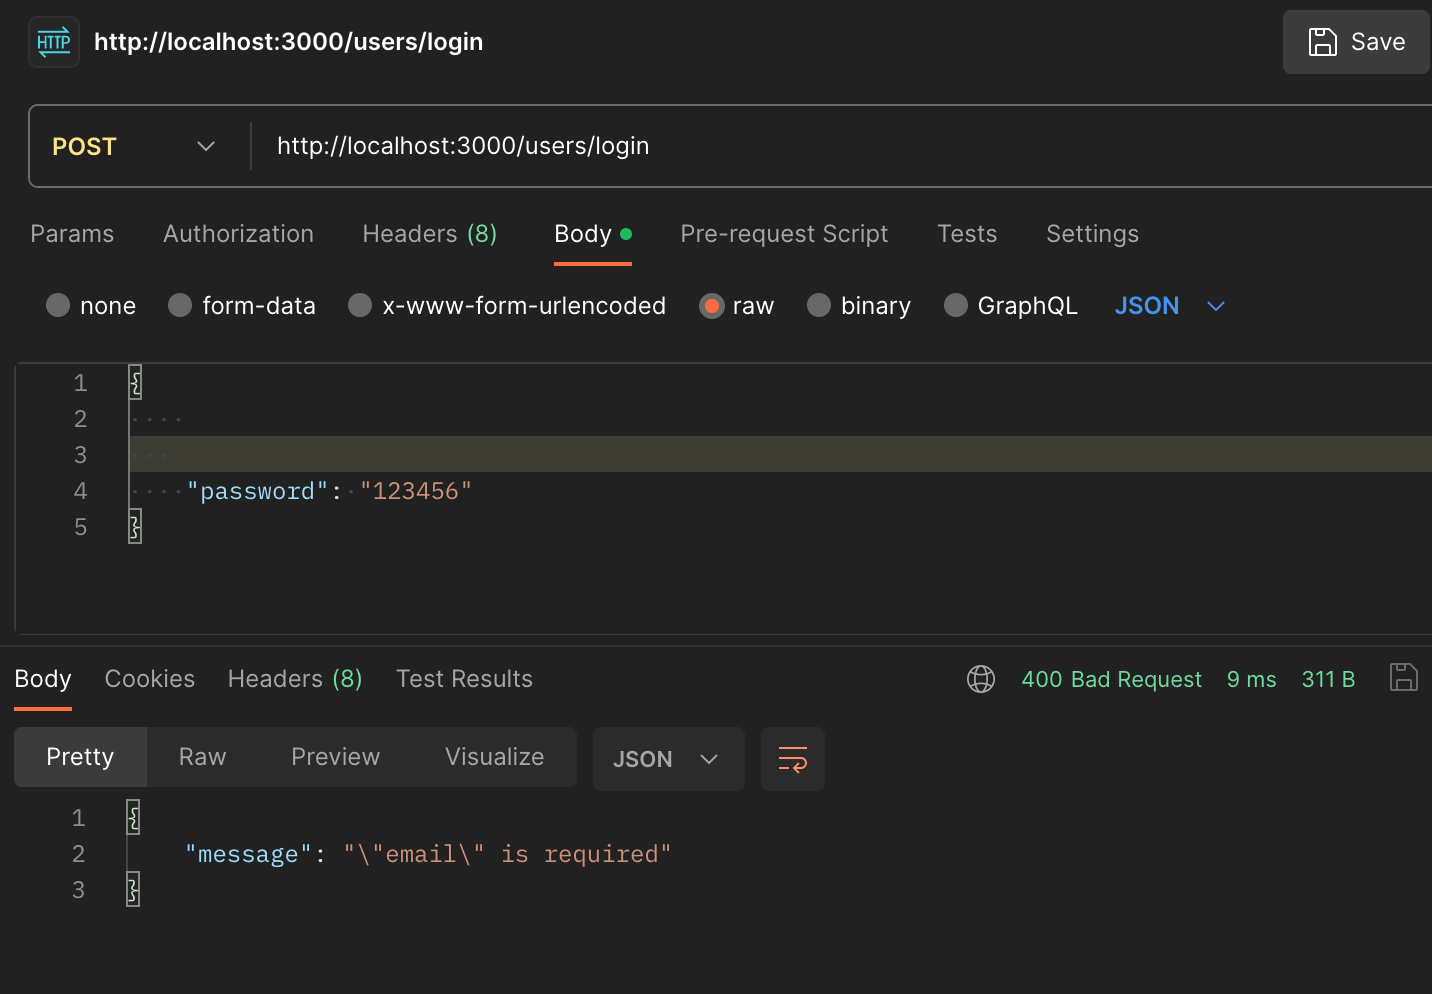 HTTP http://localhost:3000/users/login Save
POST http://localhost:3000/users/login
Params Authorization Headers (8) Body Pre-request Script Tests Settings
none form-data x-www-form-urlencoded raw binary GraphQL JSON
1 {
2
3
4 "password": "123456"
5 }
Body Cookies Headers (8) Test Results 400 Bad Request 9 ms 311 B
Pretty Raw Preview Visualize JSON
1 {
2 "message": "\"email\" is required"
3 }